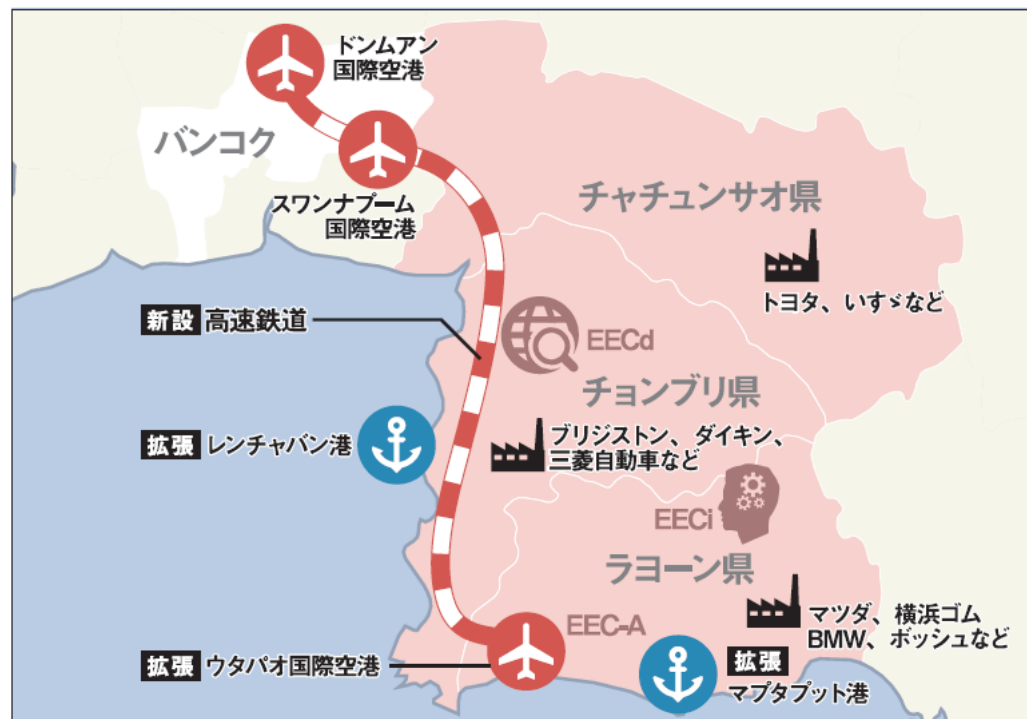 ドンムアン
国際空港
バンコク
スワンナプーム
国際空港
チャチュンサオ県
トヨタ、いすゞなど
新設 高速鉄道
EECd
チョンブリ県
拡張 レンチャバン港
ブリジストン、ダイキン、
三菱自動車など
EECi
ラヨーン県
マツダ、横浜ゴム
BMW、ボッシュなど
EEC-A
拡張 ウタパオ国際空港
拡張
マプタプット港